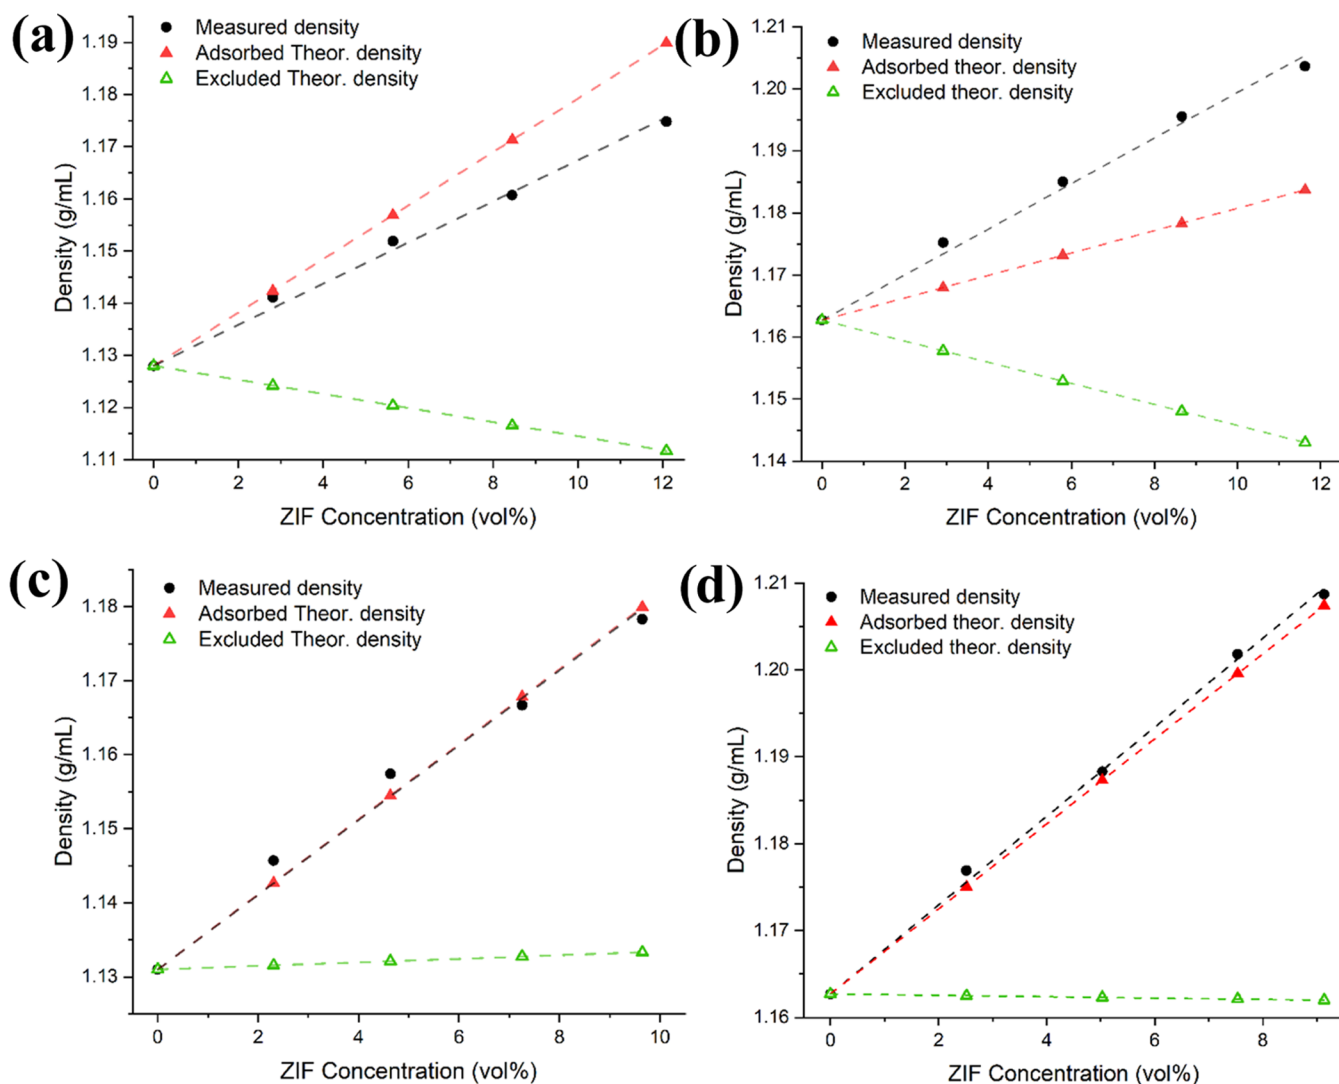 (a)
Measured density
Adsorbed Theor. density
Excluded Theor. density
1.19
1.18
1.17
1.16
1.15
1.14
1.13
1.12
1.11
Density (g/mL)
0 2 4 6 8 10 12
ZIF Concentration (vol%)
(b)
Measured density
Adsorbed theor. density
Excluded theor. density
1.21
1.20
1.19
1.18
1.17
1.16
1.15
1.14
Density (g/mL)
0 2 4 6 8 10 12
ZIF Concentration (vol%)
(c)
Measured density
Adsorbed Theor. density
Excluded Theor. density
1.18
1.17
1.16
1.15
1.14
1.13
Density (g/mL)
0 2 4 6 8 10
ZIF Concentration (vol%)
(d)
Measured density
Adsorbed theor. density
Excluded theor. density
1.21
1.20
1.19
1.18
1.17
1.16
Density (g/mL)
0 2 4 6 8
ZIF Concentration (vol%)